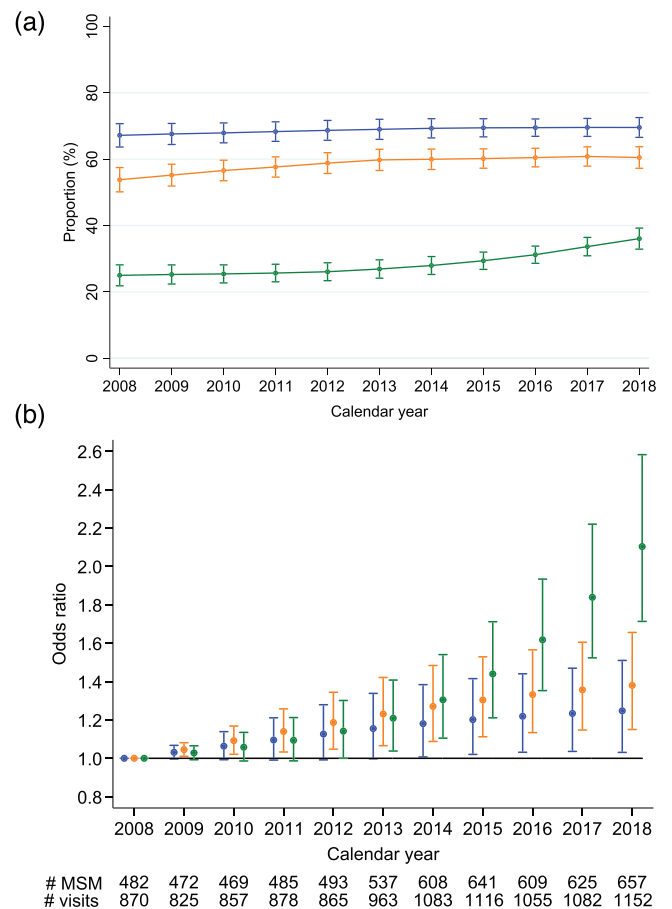 (a)
100
80
60
40
20
0
Proportion (%)
2008 2009 2010 2011 2012 2013 2014 2015 2016 2017 2018
Calendar year
(b)
2.6
2.4
2.2
2.0
1.8
1.6
1.4
1.2
1.0
0.8
Odds ratio
2008 2009 2010 2011 2012 2013 2014 2015 2016 2017 2018
Calendar year
# MSM 482 472 469 485 493 537 608 641 609 625 657
# visits 870 825 857 878 865 963 1083 1116 1055 1082 1152